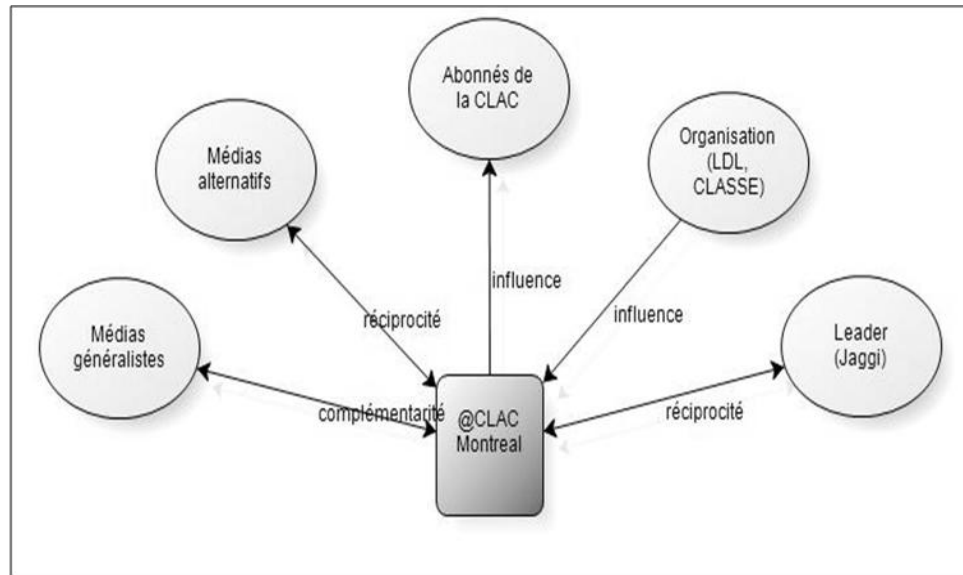 Abonnés de
la CLAC
Organisation
(LDL,
CLASSE)
Médias
alternatifs
influence
réciprocité
influence
Médias
généralistes
Leader
(Jaggi)
complémentarité
réciprocité
@CLAC
Montreal